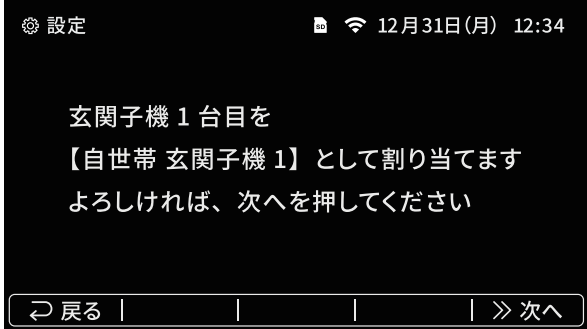 設定 SD 12月31日(月) 12:34
玄関子機 1 台目を
【自世帯 玄関子機 1】として割り当てます
よろしければ、次へを押してください
戻る 次へ